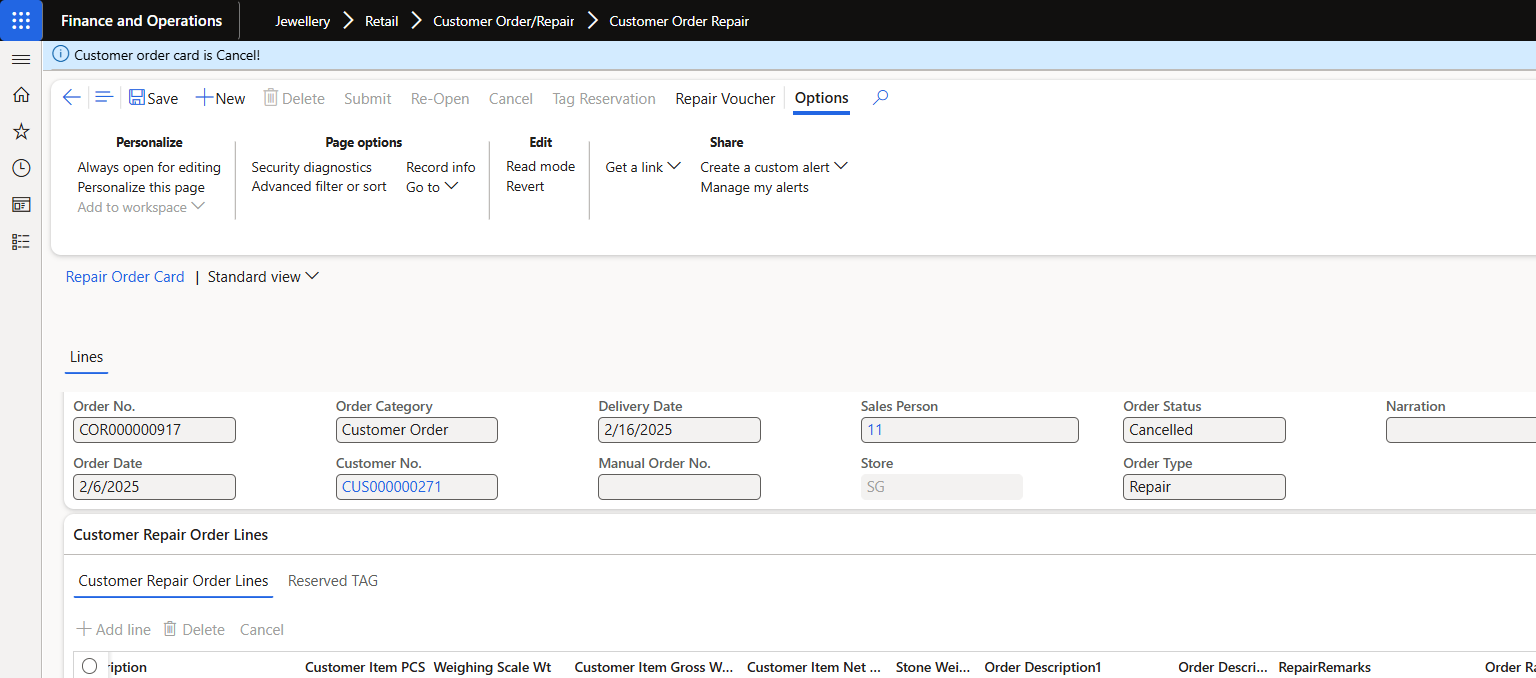 Finance and Operations
Jewellery Retail Customer Order/Repair Customer Order Repair
Customer order card is Cancel!
Save New Delete Submit Re-Open Cancel Tag Reservation Repair Voucher Options
Personalize
Always open for editing
Personalize this page
Add to workspace
Page options
Security diagnostics
Advanced filter or sort
Record info
Go to
Edit
Read mode
Revert
Share
Get a link
Create a custom alert
Manage my alerts
Repair Order Card | Standard view
Lines
Order No. Order Category Delivery Date Sales Person Order Status Narration
COR000000917 Customer Order 2/16/2025 11 Cancelled
Order Date Customer No. Manual Order No. Store Order Type
2/6/2025 CUS000000271 SG Repair
Customer Repair Order Lines
Customer Repair Order Lines Reserved TAG
Add line Delete Cancel
ription Customer Item PCS Weighing Scale Wt Customer Item Gross W... Customer Item Net ... Stone Wei... Order Description1 Order Descri... RepairRemarks Order Ra